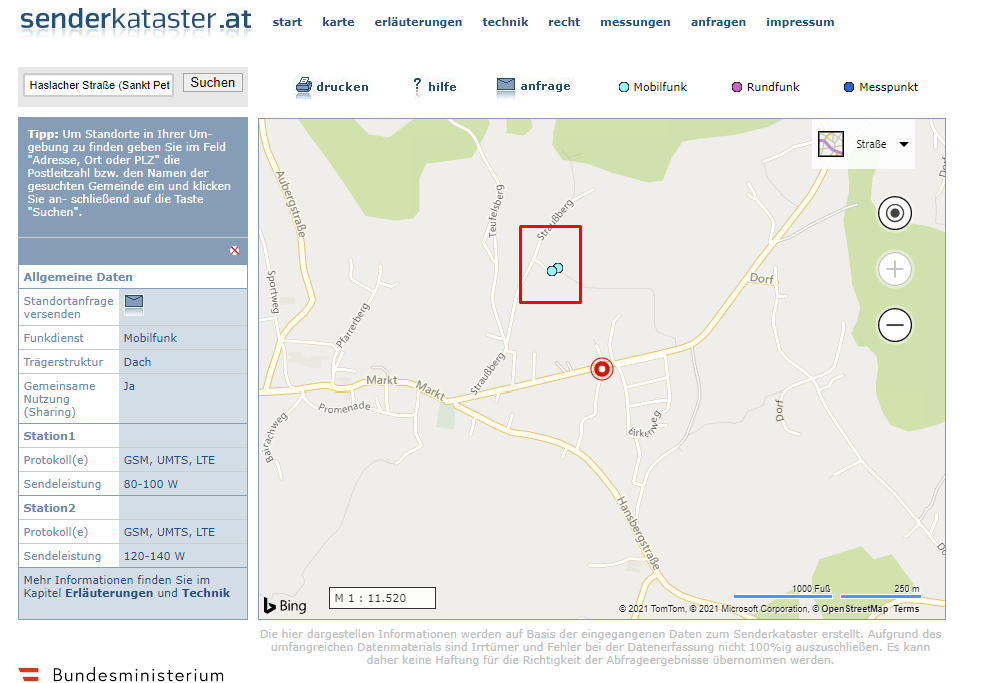 senderkataster.at
start karte erläuterungen technik recht messungen anfragen impressum
Haslacher Straße (Sankt Pet
Suchen
drucken
hilfe
anfrage
Mobilfunk
Rundfunk
Messpunkt
Tipp: Um Standorte in Ihrer Um-
gebung zu finden geben Sie im Feld
"Adresse, Ort oder PLZ" die
Postleitzahl bzw. den Namen der
gesuchten Gemeinde ein und klicken
Sie an- schließend auf die Taste
"Suchen".
Allgemeine Daten
Standortanfrage
versenden
Funkdienst Mobilfunk
Trägerstruktur Dach
Gemeinsame Ja
Nutzung
(Sharing)
Station1
Protokoll(e) GSM, UMTS, LTE
Sendeleistung 80-100 W
Station2
Protokoll(e) GSM, UMTS, LTE
Sendeleistung 120-140 W
Mehr Informationen finden Sie im
Kapitel Erläuterungen und Technik
Straße
Aubergstraße
Teufelsberg
Straußberg
Sportweg
Pfarrerberg
Dorf
Straußberg
Markt
Markt
Promenade
Birkenweg
Dorf
Hansbergstraße
M 1 : 11.520
Bing
1000 Fuß
250 m
© 2021 TomTom, © 2021 Microsoft Corporation, © OpenStreetMap Terms
Die hier dargestellen Informationen werden auf Basis der eingegangenen Daten zum Senderkataster erstellt. Aufgrund des
umfangreichen Datenmaterials sind Irrtümer und Fehler bei der Datenerfassung nicht 100%ig auszuschließen. Es kann
daher keine Haftung für die Richtigkeit der Abfrageergebnisse übernommen werden.
Bundesministerium